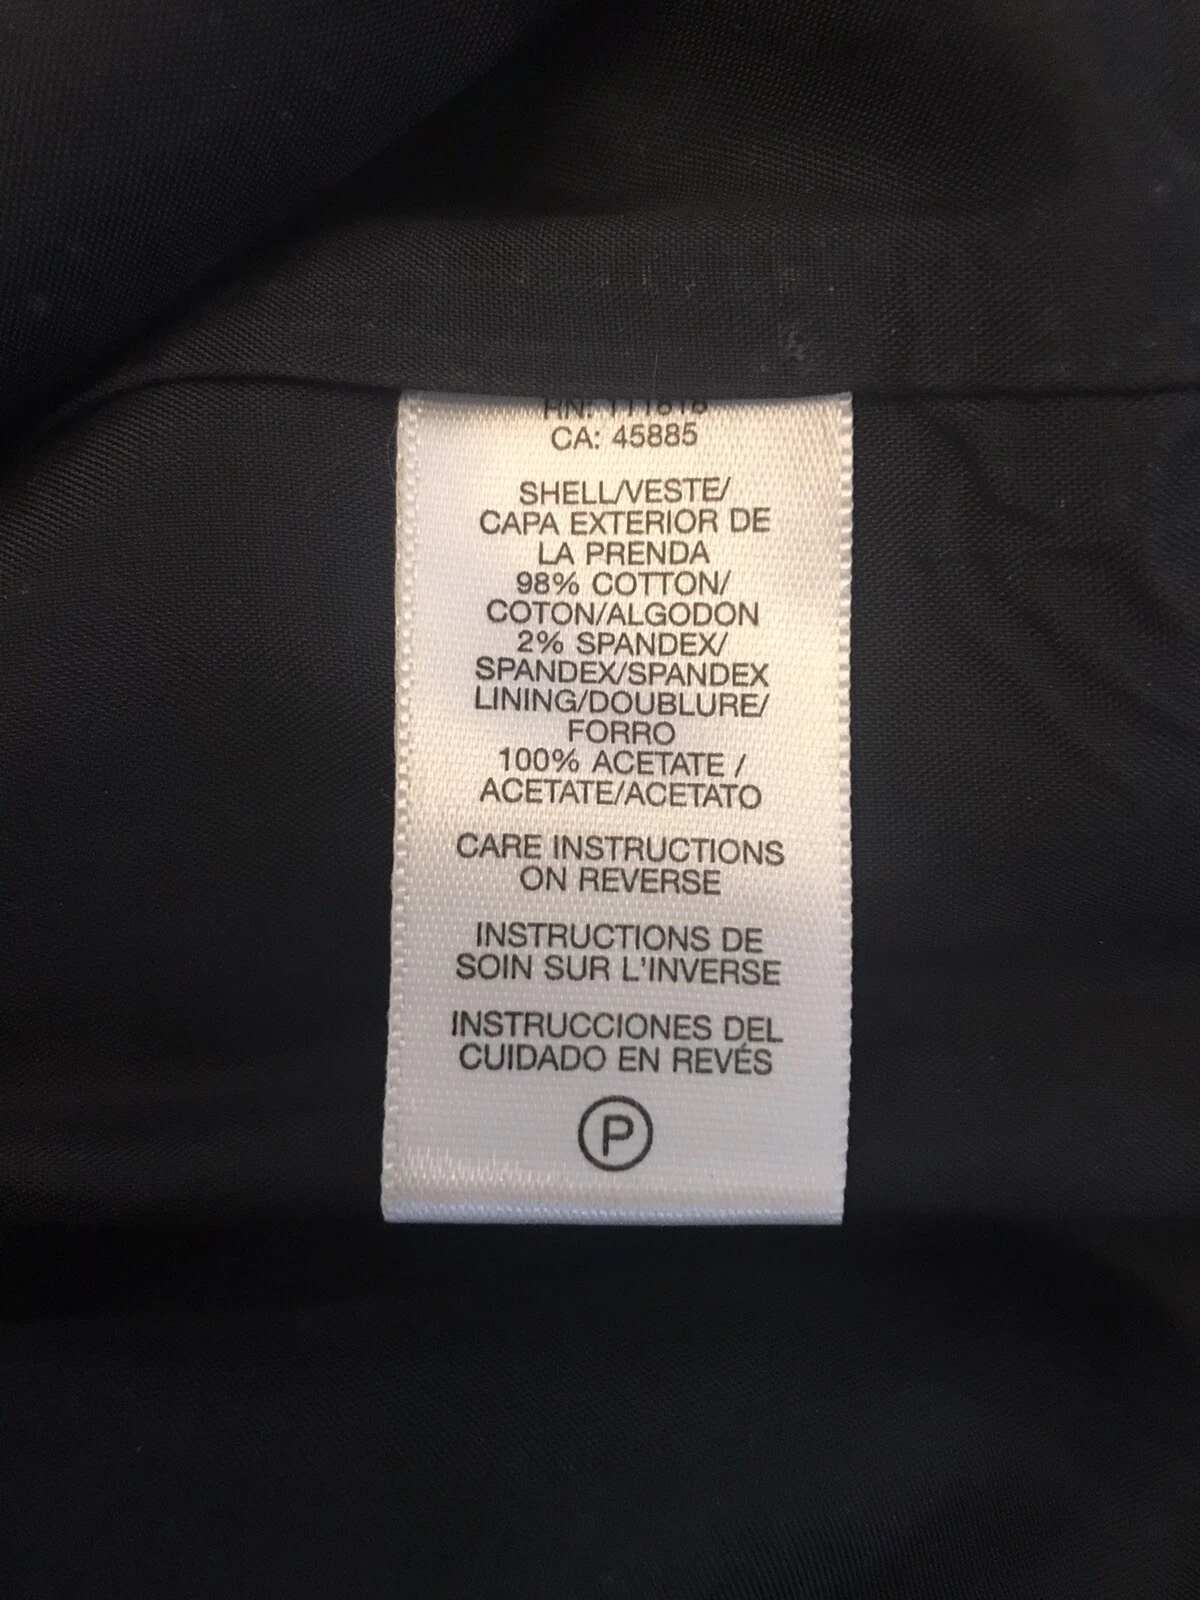 RN:
CA: 45885
SHELL/VESTE/
CAPA EXTERIOR DE
LA PRENDA
98% COTTON/
COTON/ALGODON
2% SPANDEX/
SPANDEX/SPANDEX
LINING/DOUBLURE/
FORRO
100% ACETATE /
ACETATE/ACETATO
CARE INSTRUCTIONS
ON REVERSE
INSTRUCTIONS DE
SOIN SUR L'INVERSE
INSTRUCCIONES DEL
CUIDADO EN REVÉS
P